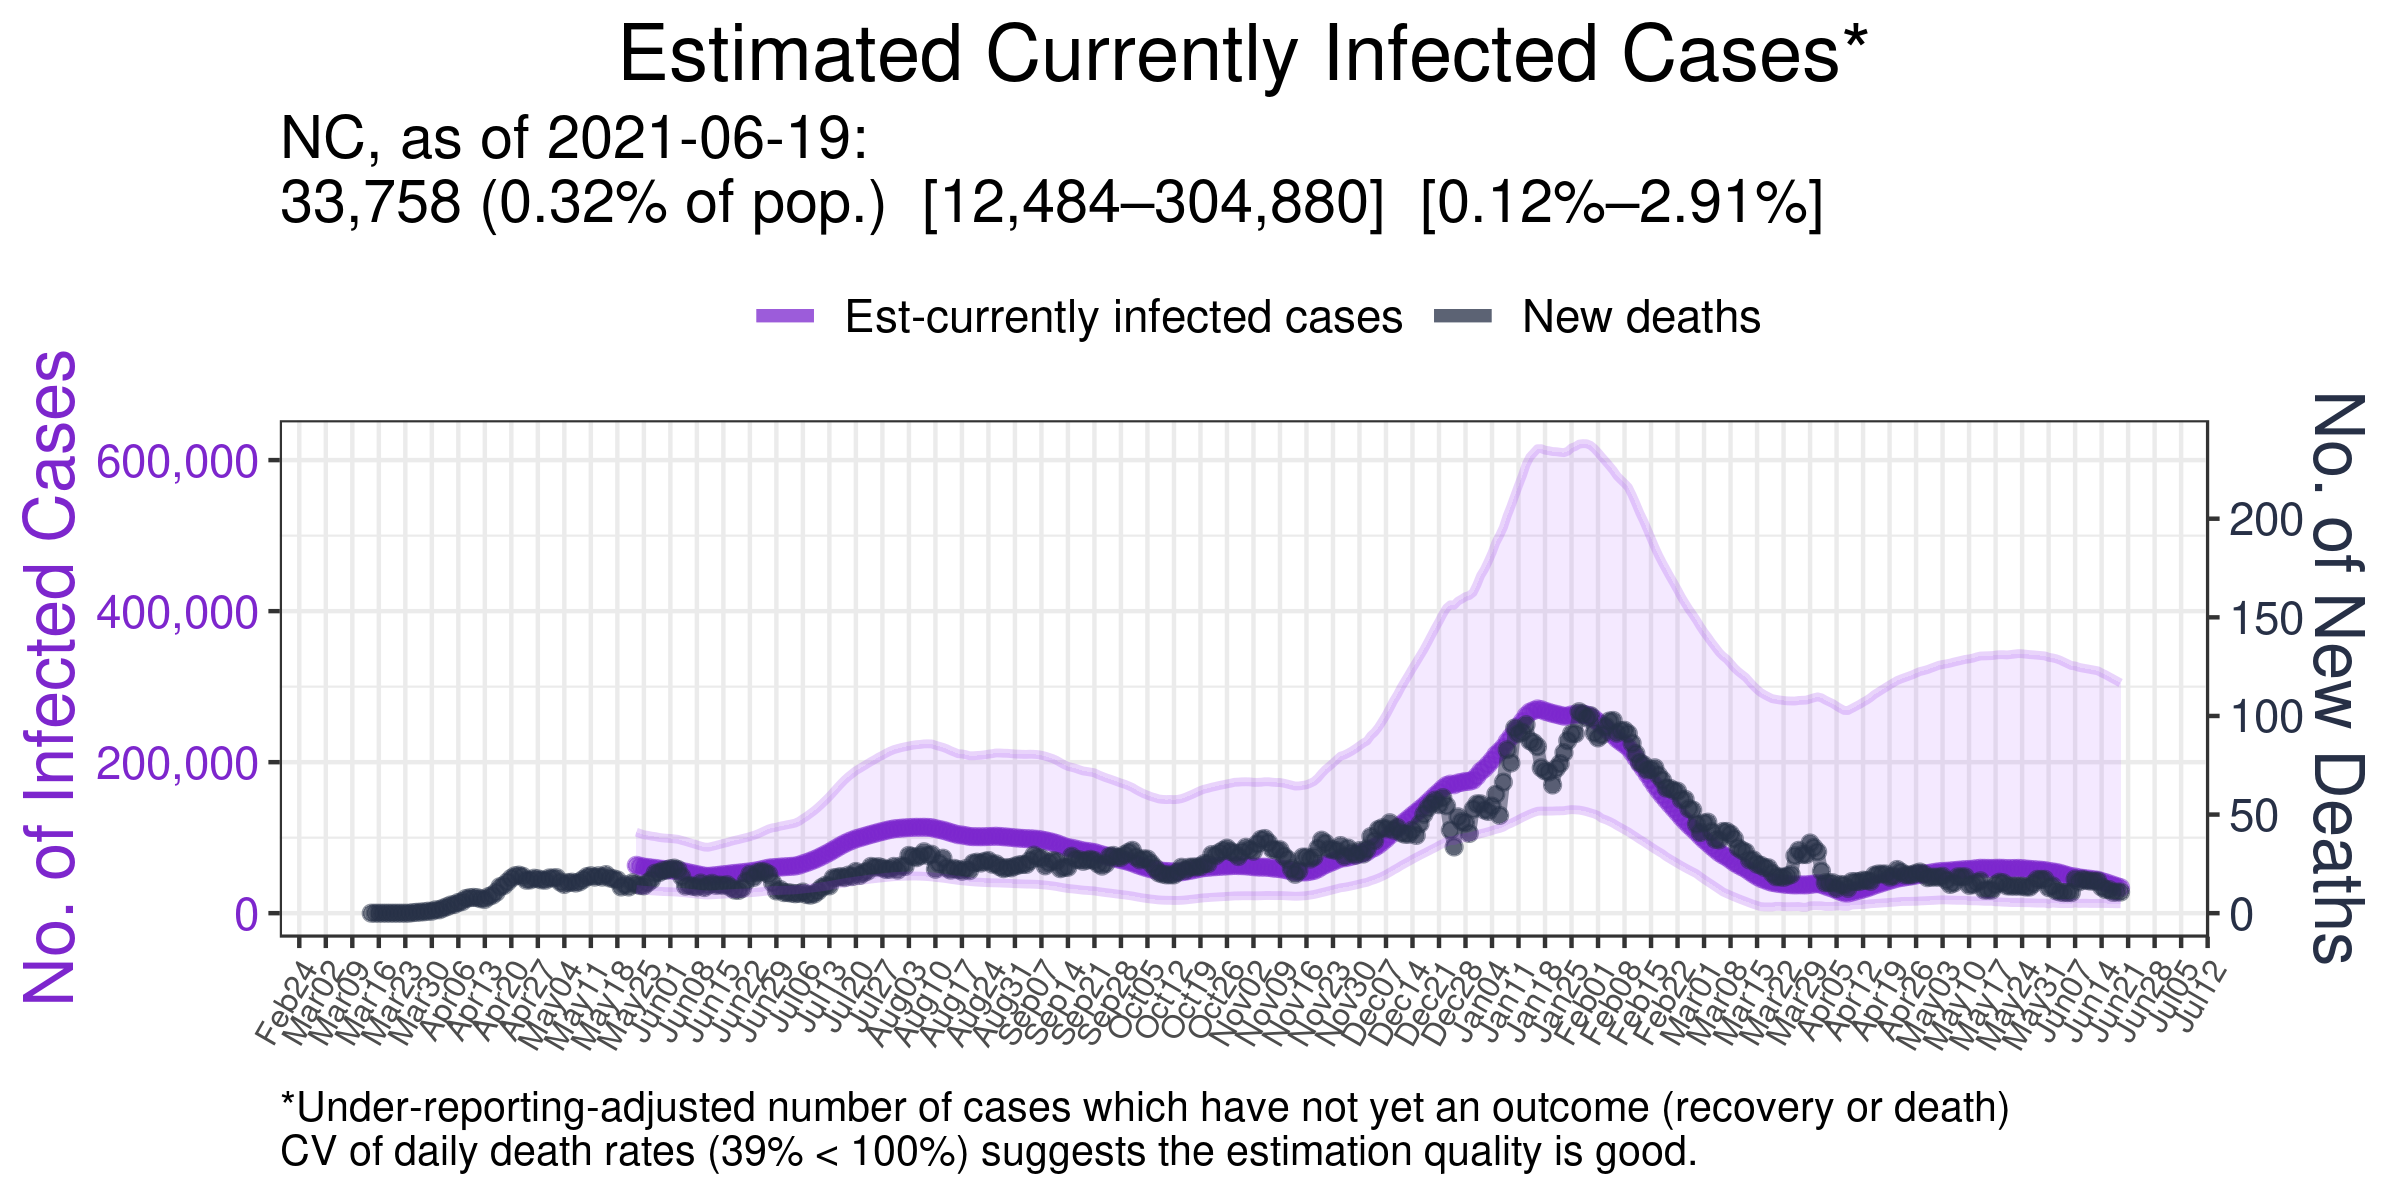 Estimated Currently Infected Cases*
NC, as of 2021-06-19:
33,758 (0.32% of pop.) [12,484–304,880] [0.12%–2.91%]
Est-currently infected cases
New deaths
No. of Infected Cases
600,000
400,000
200,000
0
No. of New Deaths
200
150
100
50
0
Feb24
Mar02
Mar09
Mar16
Mar23
Mar30
Apr06
Apr13
Apr20
Apr27
May04
May11
May18
May25
Jun01
Jun08
Jun15
Jun22
Jun29
Jul06
Jul13
Jul20
Jul27
Aug03
Aug10
Aug17
Aug24
Aug31
Sep07
Sep14
Sep21
Sep28
Oct05
Oct12
Oct19
Oct26
Nov02
Nov09
Nov16
Nov23
Nov30
Dec07
Dec14
Dec21
Dec28
Jan04
Jan11
Jan18
Jan25
Feb01
Feb08
Feb15
Feb22
Mar01
Mar08
Mar15
Mar22
Mar29
Apr05
Apr12
Apr19
Apr26
May03
May10
May17
May24
May31
Jun07
Jun14
Jun21
Jun28
Jul05
Jul12
*Under-reporting-adjusted number of cases which have not yet an outcome (recovery or death)
CV of daily death rates (39% < 100%) suggests the estimation quality is good.